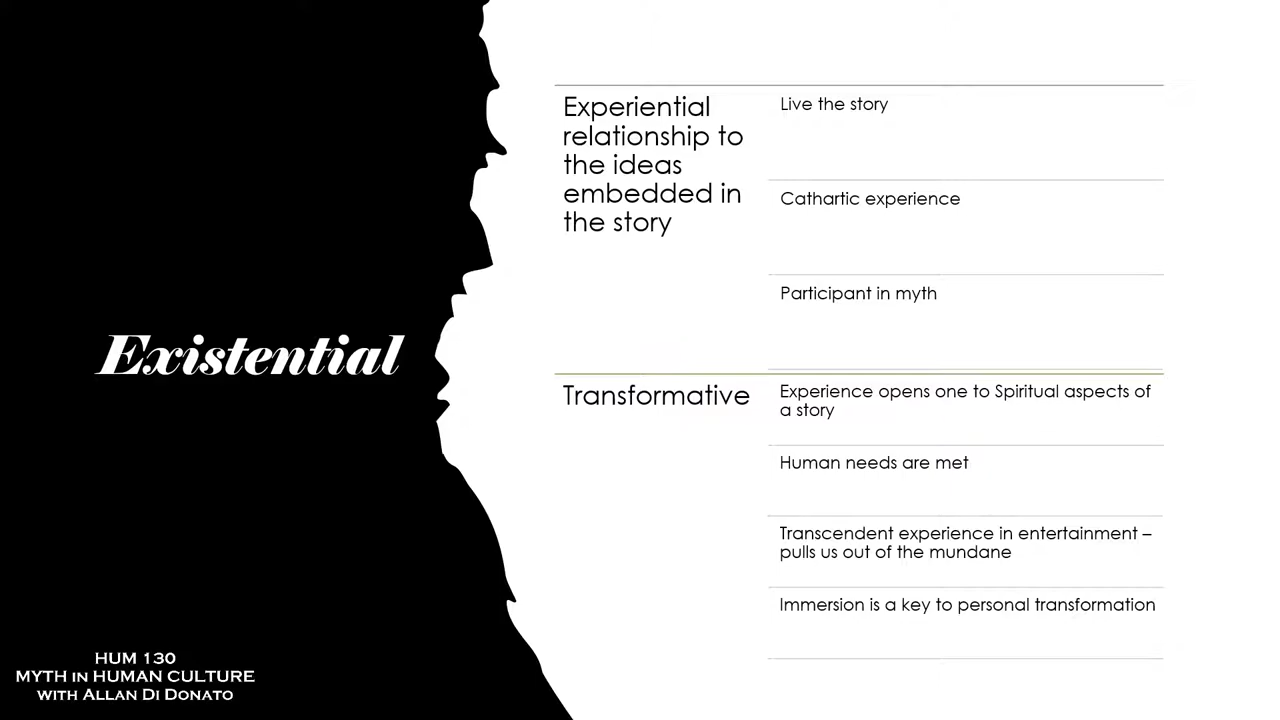 Existential
Experiential
relationship to
the ideas
embedded in
the story
Live the story
Cathartic experience
Participant in myth
Transformative
Experience opens one to Spiritual aspects of
a story
Human needs are met
Transcendent experience in entertainment –
pulls us out of the mundane
Immersion is a key to personal transformation
HUM 130
MYTH in HUMAN CULTURE
WITH ALLAN DI DONATO